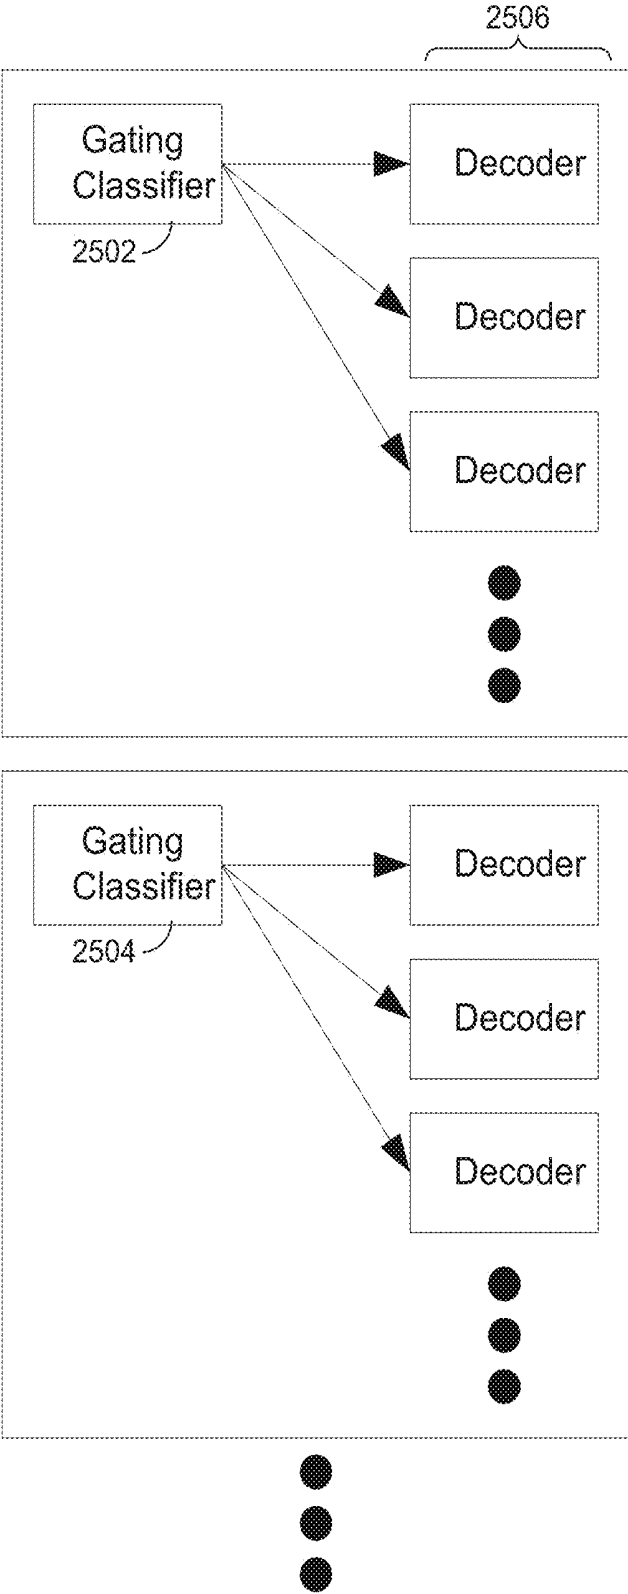 2506
Gating
Classifier
2502
Decoder
Decoder
Decoder
Gating
Classifier
2504
Decoder
Decoder
Decoder